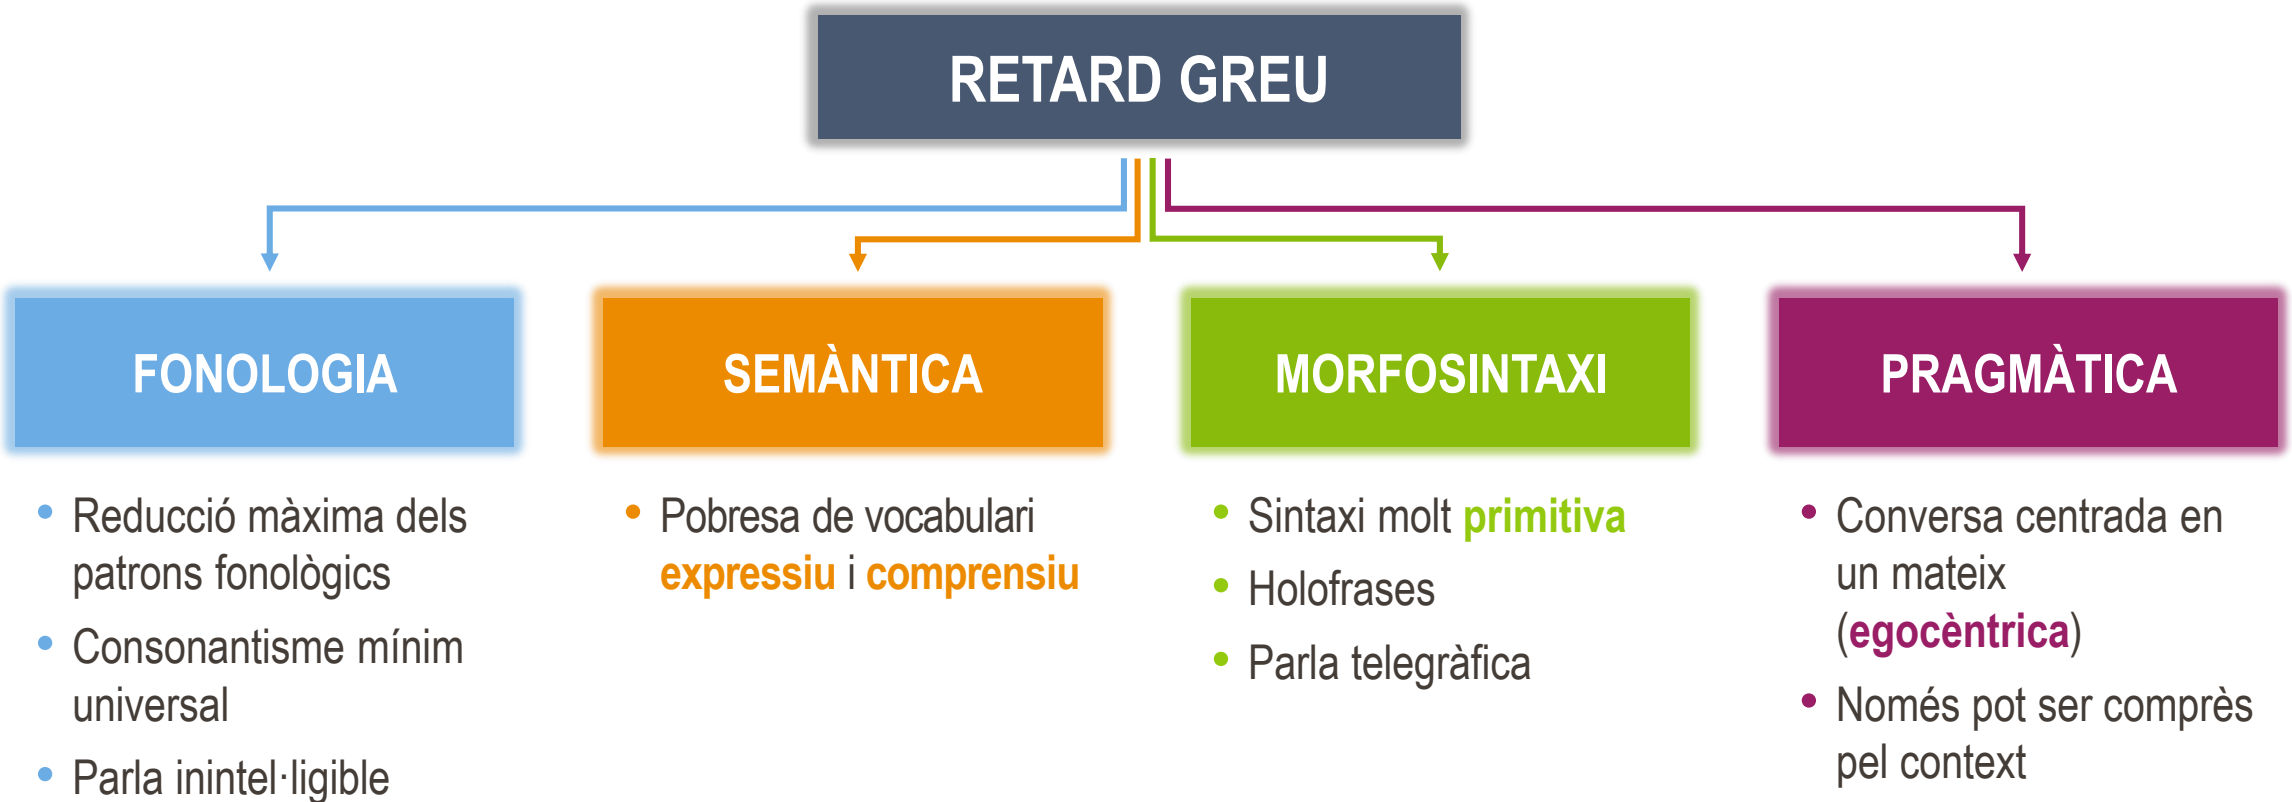 RETARD GREU
FONOLOGIA
• Reducció màxima dels
patrons fonològics
• Consonantisme mínim
universal
• Parla inintel·ligible
SEMÀNTICA
• Pobresa de vocabulari
expressiu i comprensiu
MORFOSINTAXI
• Sintaxi molt primitiva
• Holofrases
• Parla telegràfica
PRAGMÀTICA
• Conversa centrada en
un mateix
(egocèntrica)
• Només pot ser comprès
pel context